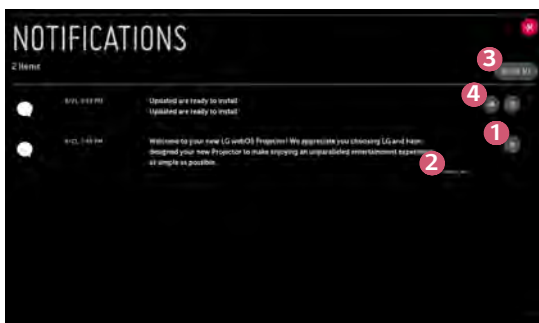 NOTIFICATIONS
2 Items
3
4
Updated are ready to install
Updated are ready to install
1
Welcome to your new LG webOS Projector! We appreciate you choosing LG and have
designed your new Projector to make enjoying an unparalleled entertainment experience
as simple as possible.
2